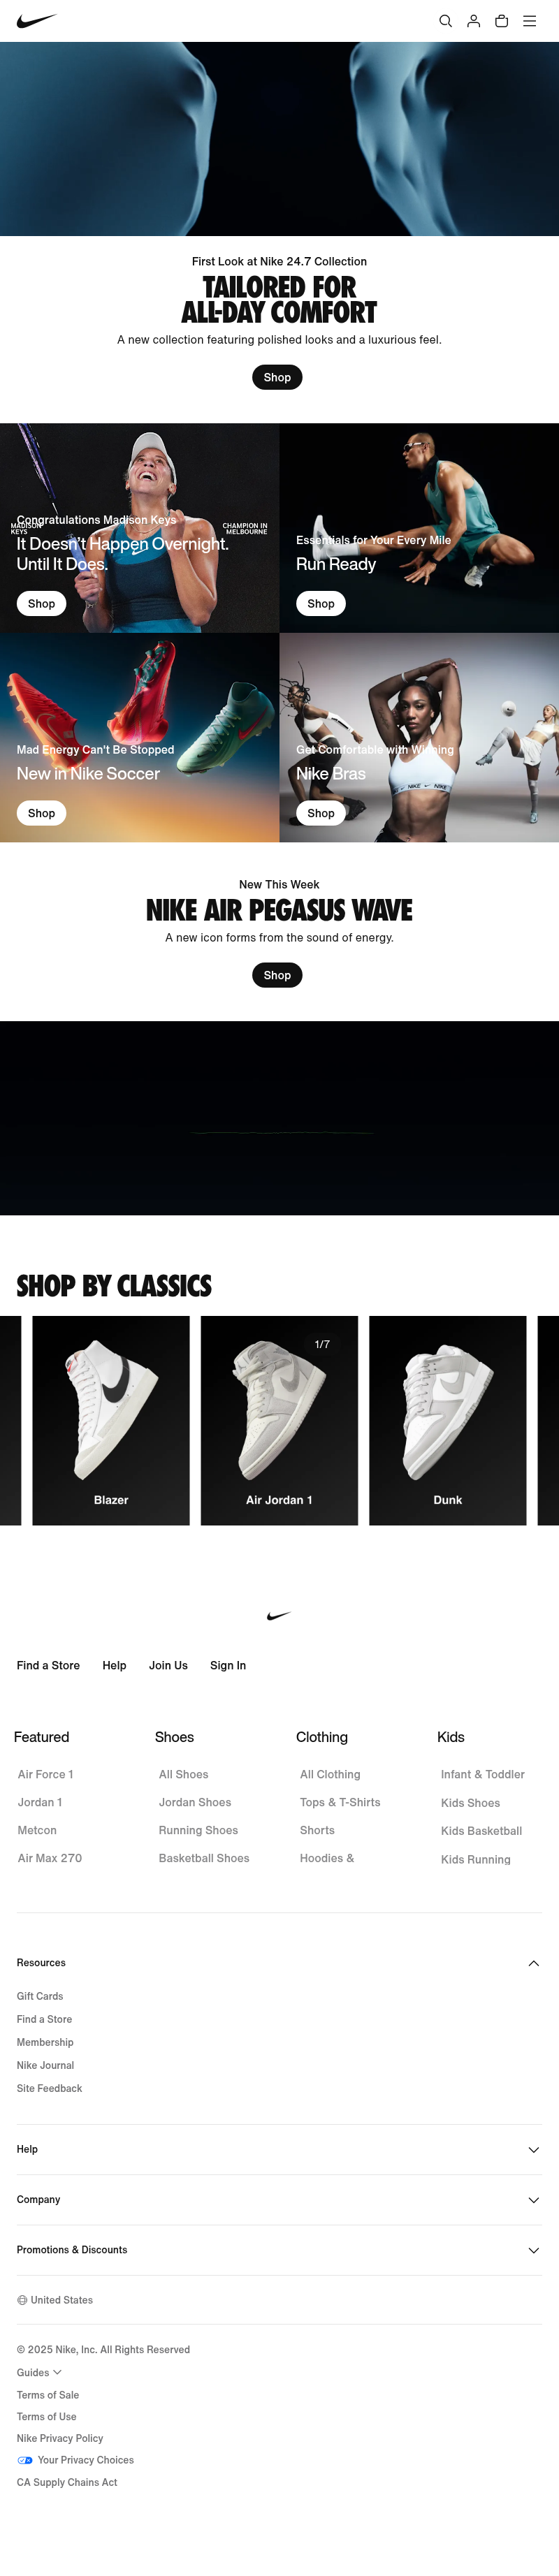 First Look at Nike 24.7 Collection
TAILORED FOR
ALL-DAY COMFORT
A new collection featuring polished looks and a luxurious feel.
Shop
Congratulations Madison Keys
MADISON
KEYS
CHAMPION IN
MELBOURNE
It Doesn't Happen Overnight.
Until It Does.
Shop
Essentials for Your Every Mile
Run Ready
Shop
Mad Energy Can't Be Stopped
New in Nike Soccer
Shop
Get Comfortable with Winning
Nike Bras
NIKE
NIKE
Shop
New This Week
NIKE AIR PEGASUS WAVE
A new icon forms from the sound of energy.
Shop
SHOP BY CLASSICS
1/7
Blazer
Air Jordan 1
Dunk
Find a Store
Help
Join Us
Sign In
Featured
Air Force 1
Jordan 1
Metcon
Air Max 270
Shoes
All Shoes
Jordan Shoes
Running Shoes
Basketball Shoes
Clothing
All Clothing
Tops & T-Shirts
Shorts
Hoodies &
Kids
Infant & Toddler
Kids Shoes
Kids Basketball
Kids Running
Resources
Gift Cards
Find a Store
Membership
Nike Journal
Site Feedback
Help
Company
Promotions & Discounts
United States
© 2025 Nike, Inc. All Rights Reserved
Guides
Terms of Sale
Terms of Use
Nike Privacy Policy
Your Privacy Choices
CA Supply Chains Act